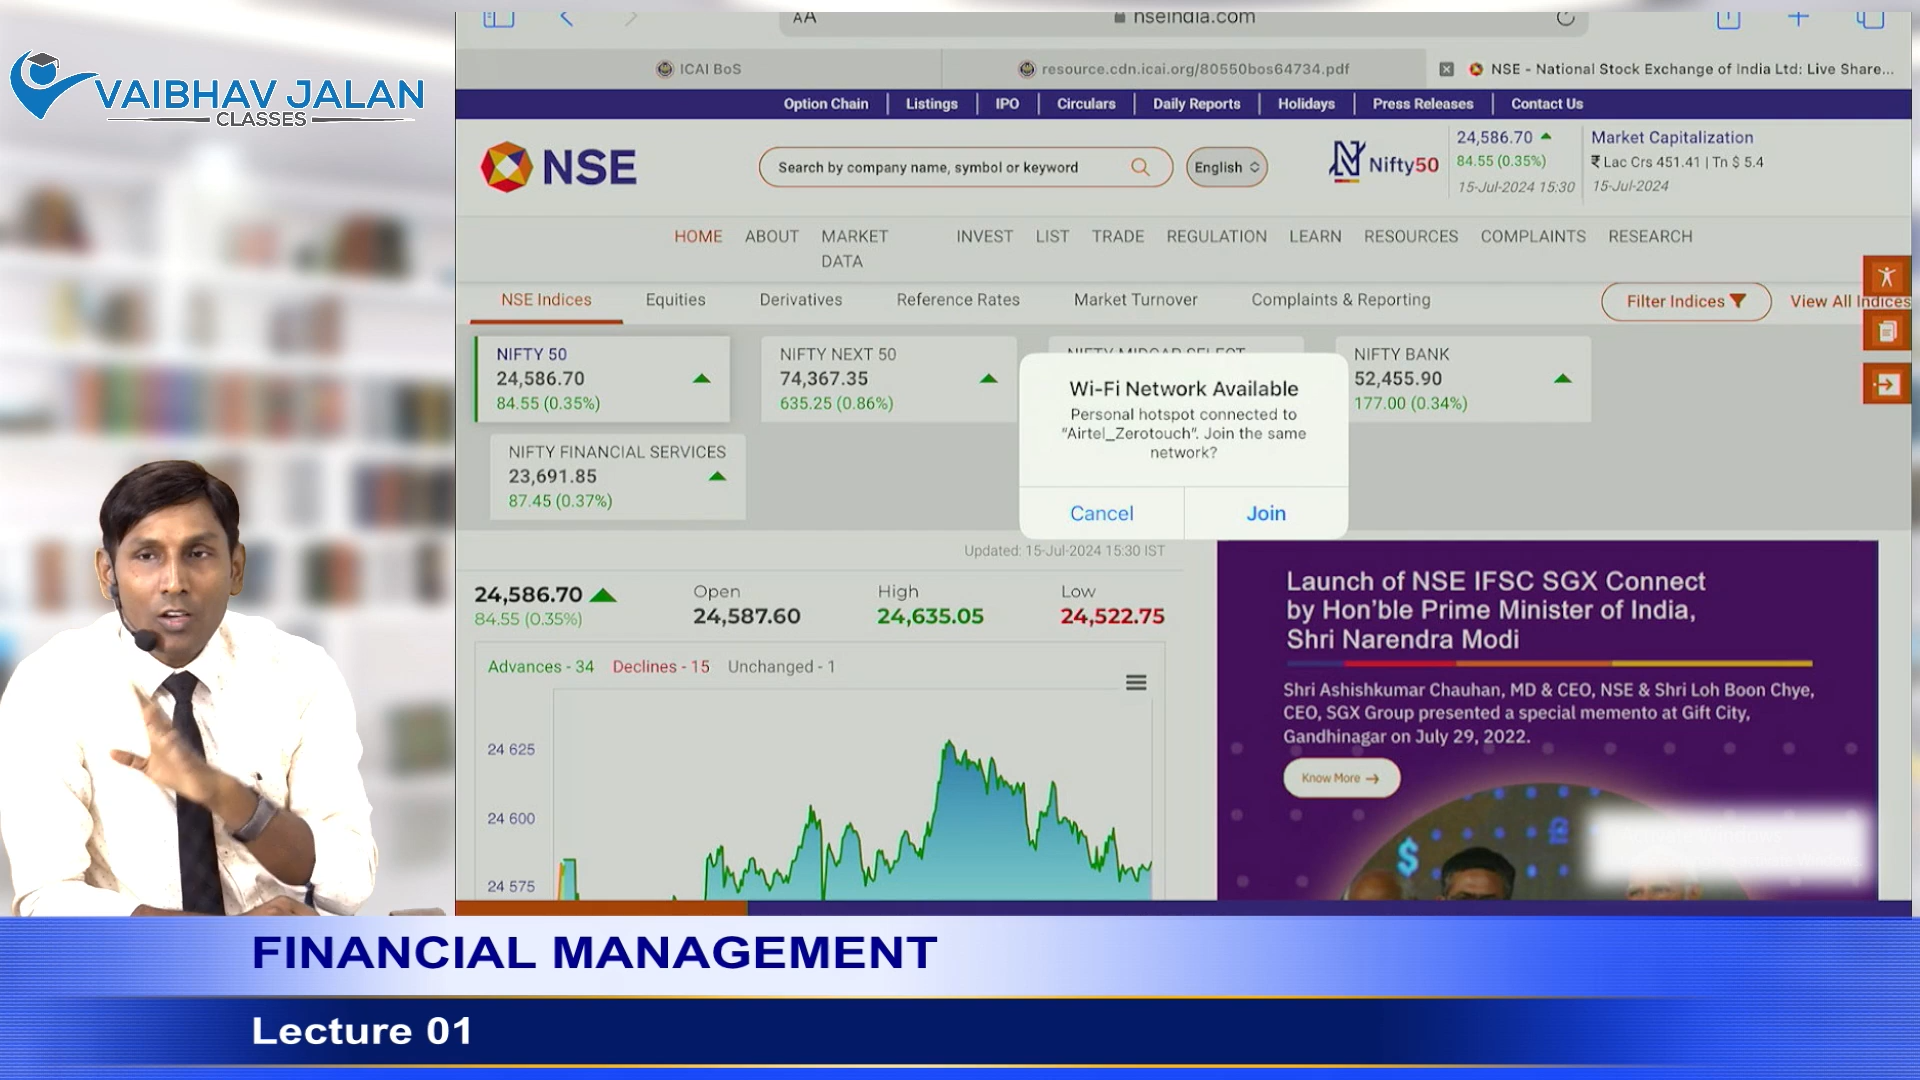 VAIBHAV JALAN
CLASSES
AA
nseindia.com
ICAI BoS
resource.cdn.icai.org/80550bos64734.pdf
NSE - National Stock Exchange of India Ltd: Live Share...
Option Chain
Listings
IPO
Circulars
Daily Reports
Holidays
Press Releases
Contact Us
NSE
Search by company name, symbol or keyword
English
Nifty50
24,586.70
84.55 (0.35%)
15-Jul-2024 15:30
Market Capitalization
₹ Lac Crs 451.41 | Tn $ 5.4
15-Jul-2024
HOME
ABOUT
MARKET
DATA
INVEST
LIST
TRADE
REGULATION
LEARN
RESOURCES
COMPLAINTS
RESEARCH
NSE Indices
Equities
Derivatives
Reference Rates
Market Turnover
Complaints & Reporting
Filter Indices
View All Indices
NIFTY 50
24,586.70
84.55 (0.35%)
NIFTY NEXT 50
74,367.35
635.25 (0.86%)
NIFTY MIDCAP SELECT
NIFTY BANK
52,455.90
177.00 (0.34%)
NIFTY FINANCIAL SERVICES
23,691.85
87.45 (0.37%)
Wi-Fi Network Available
Personal hotspot connected to
“Airtel_Zerotouch”. Join the same
network?
Cancel
Join
Updated: 15-Jul-2024 15:30 IST
24,586.70
84.55 (0.35%)
Open
24,587.60
High
24,635.05
Low
24,522.75
Advances - 34
Declines - 15
Unchanged - 1
24 625
24 600
24 575
Launch of NSE IFSC SGX Connect
by Hon'ble Prime Minister of India,
Shri Narendra Modi
Shri Ashishkumar Chauhan, MD & CEO, NSE & Shri Loh Boon Chye,
CEO, SGX Group presented a special memento at Gift City,
Gandhinagar on July 29, 2022.
Know More →
FINANCIAL MANAGEMENT
Lecture 01